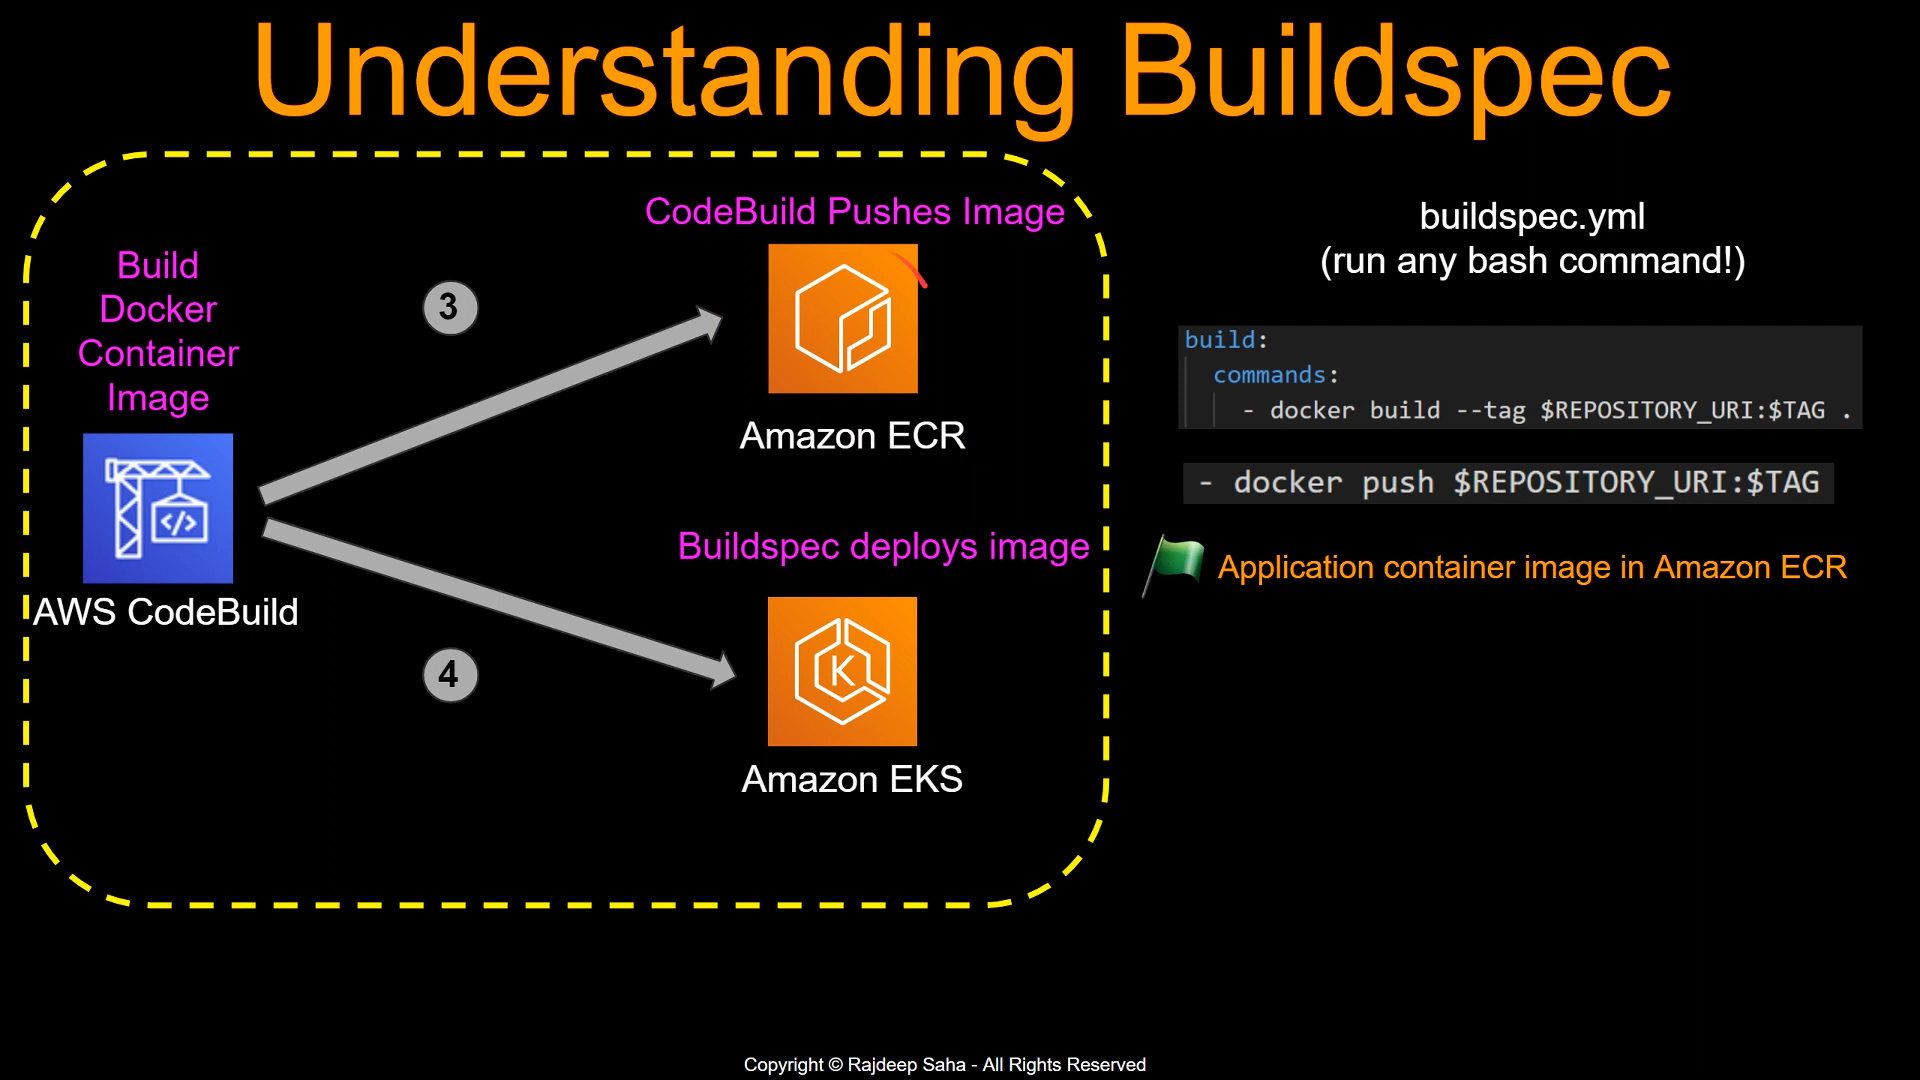 Understanding Buildspec
CodeBuild Pushes Image
Build
Docker
Container
Image
3
Amazon ECR
AWS CodeBuild
Buildspec deploys image
4
K
Amazon EKS
buildspec.yml
(run any bash command!)
build:
commands:
- docker build --tag $REPOSITORY_URI:$TAG .
- docker push $REPOSITORY_URI:$TAG
Application container image in Amazon ECR
Copyright © Rajdeep Saha - All Rights Reserved